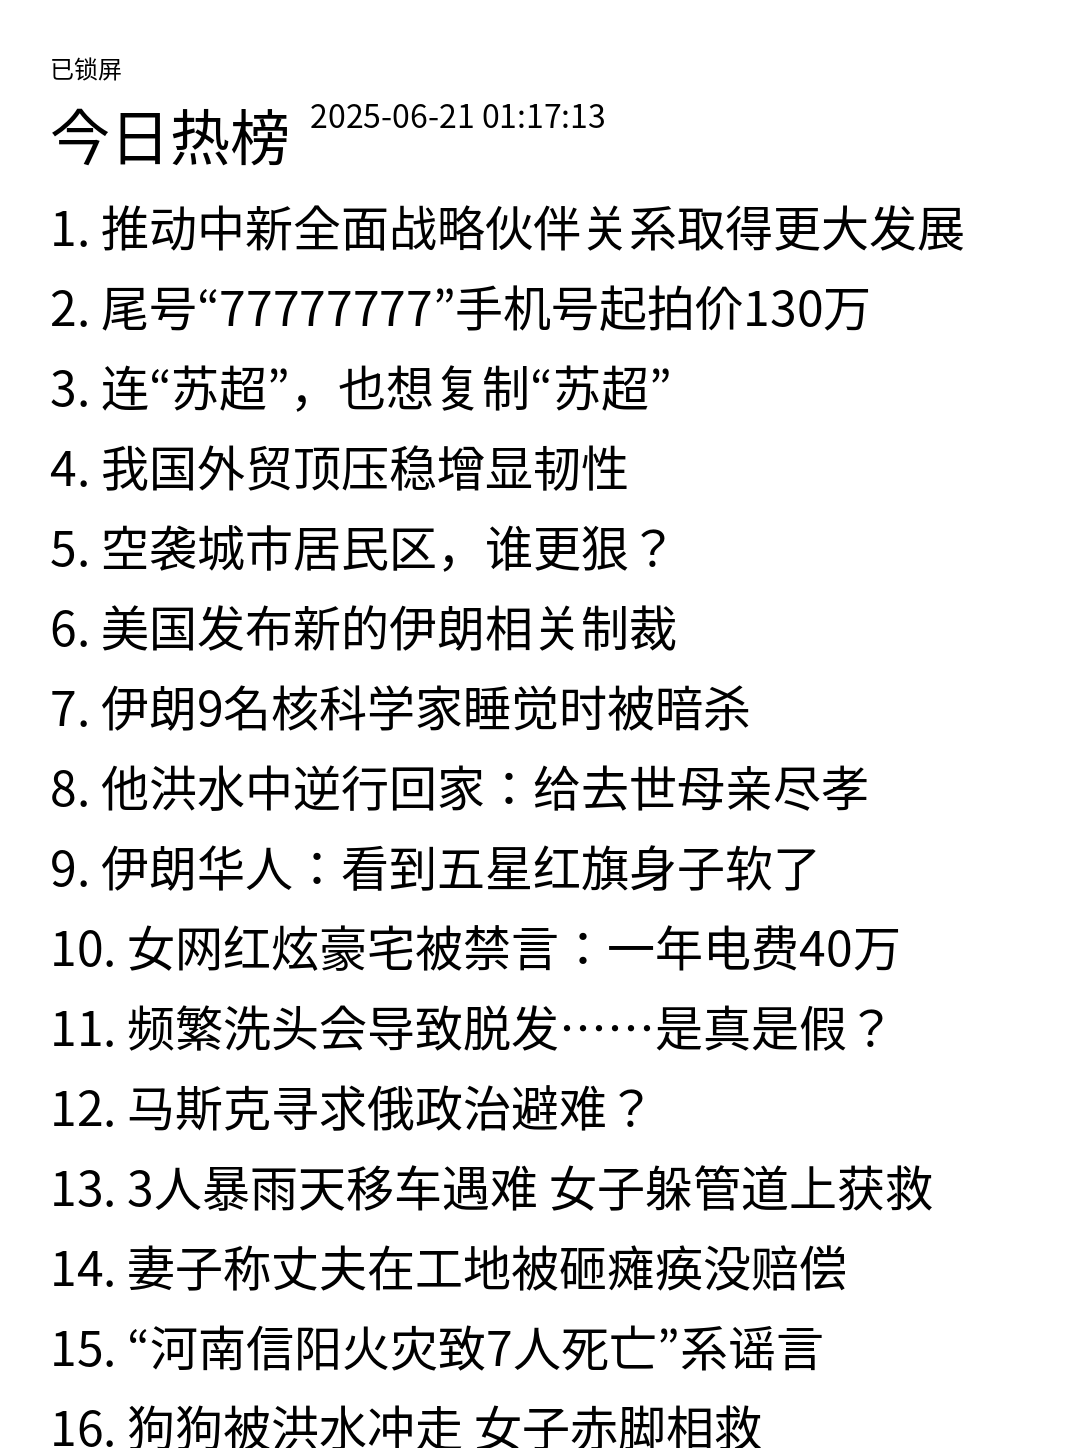 已锁屏
今日热榜 2025-06-21 01:17:13
1. 推动中新全面战略伙伴关系取得更大发展
2. 尾号“77777777”手机号起拍价130万
3. 连“苏超”，也想复制“苏超”
4. 我国外贸顶压稳增显韧性
5. 空袭城市居民区，谁更狠？
6. 美国发布新的伊朗相关制裁
7. 伊朗9名核科学家睡觉时被暗杀
8. 他洪水中逆行回家：给去世母亲尽孝
9. 伊朗华人：看到五星红旗身子软了
10. 女网红炫豪宅被禁言：一年电费40万
11. 频繁洗头会导致脱发……是真是假？
12. 马斯克寻求俄政治避难？
13. 3人暴雨天移车遇难 女子躲管道上获救
14. 妻子称丈夫在工地被砸瘫痪没赔偿
15. “河南信阳火灾致7人死亡”系谣言
16. 狗狗被洪水冲走 女子赤脚相救